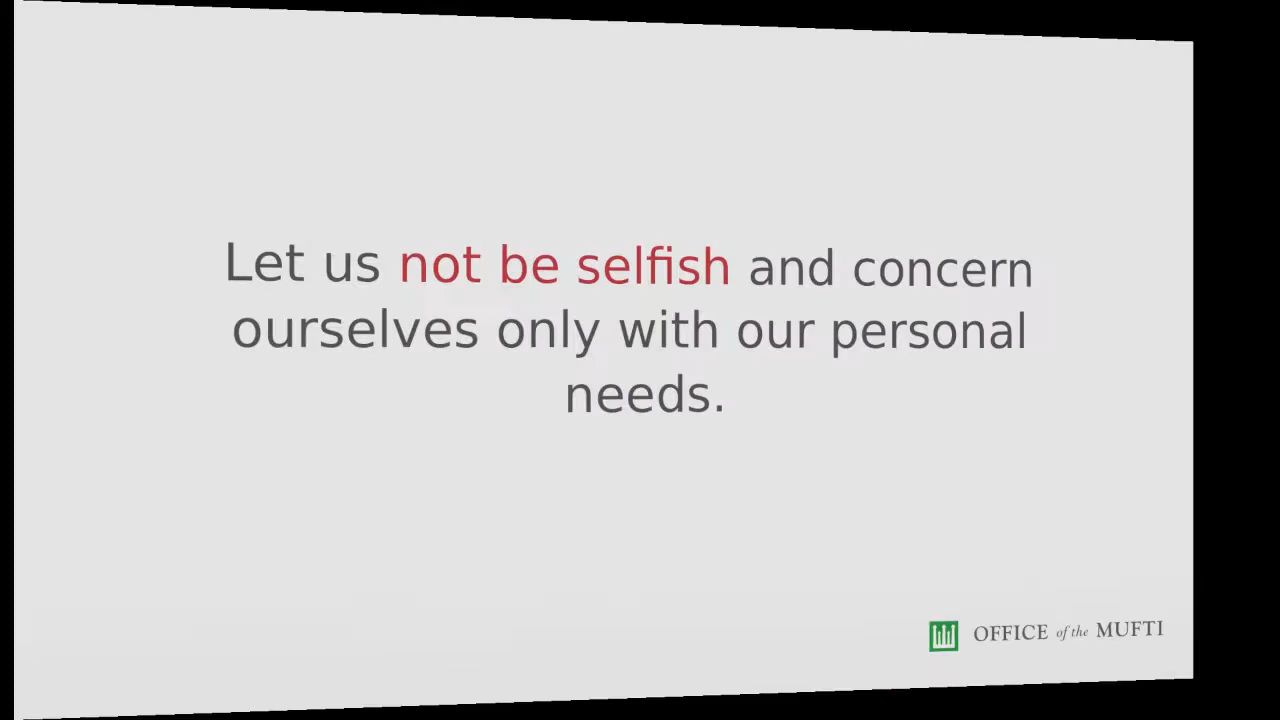 Let us not be selfish and concern
ourselves only with our personal
needs.
OFFICE of the MUFTI